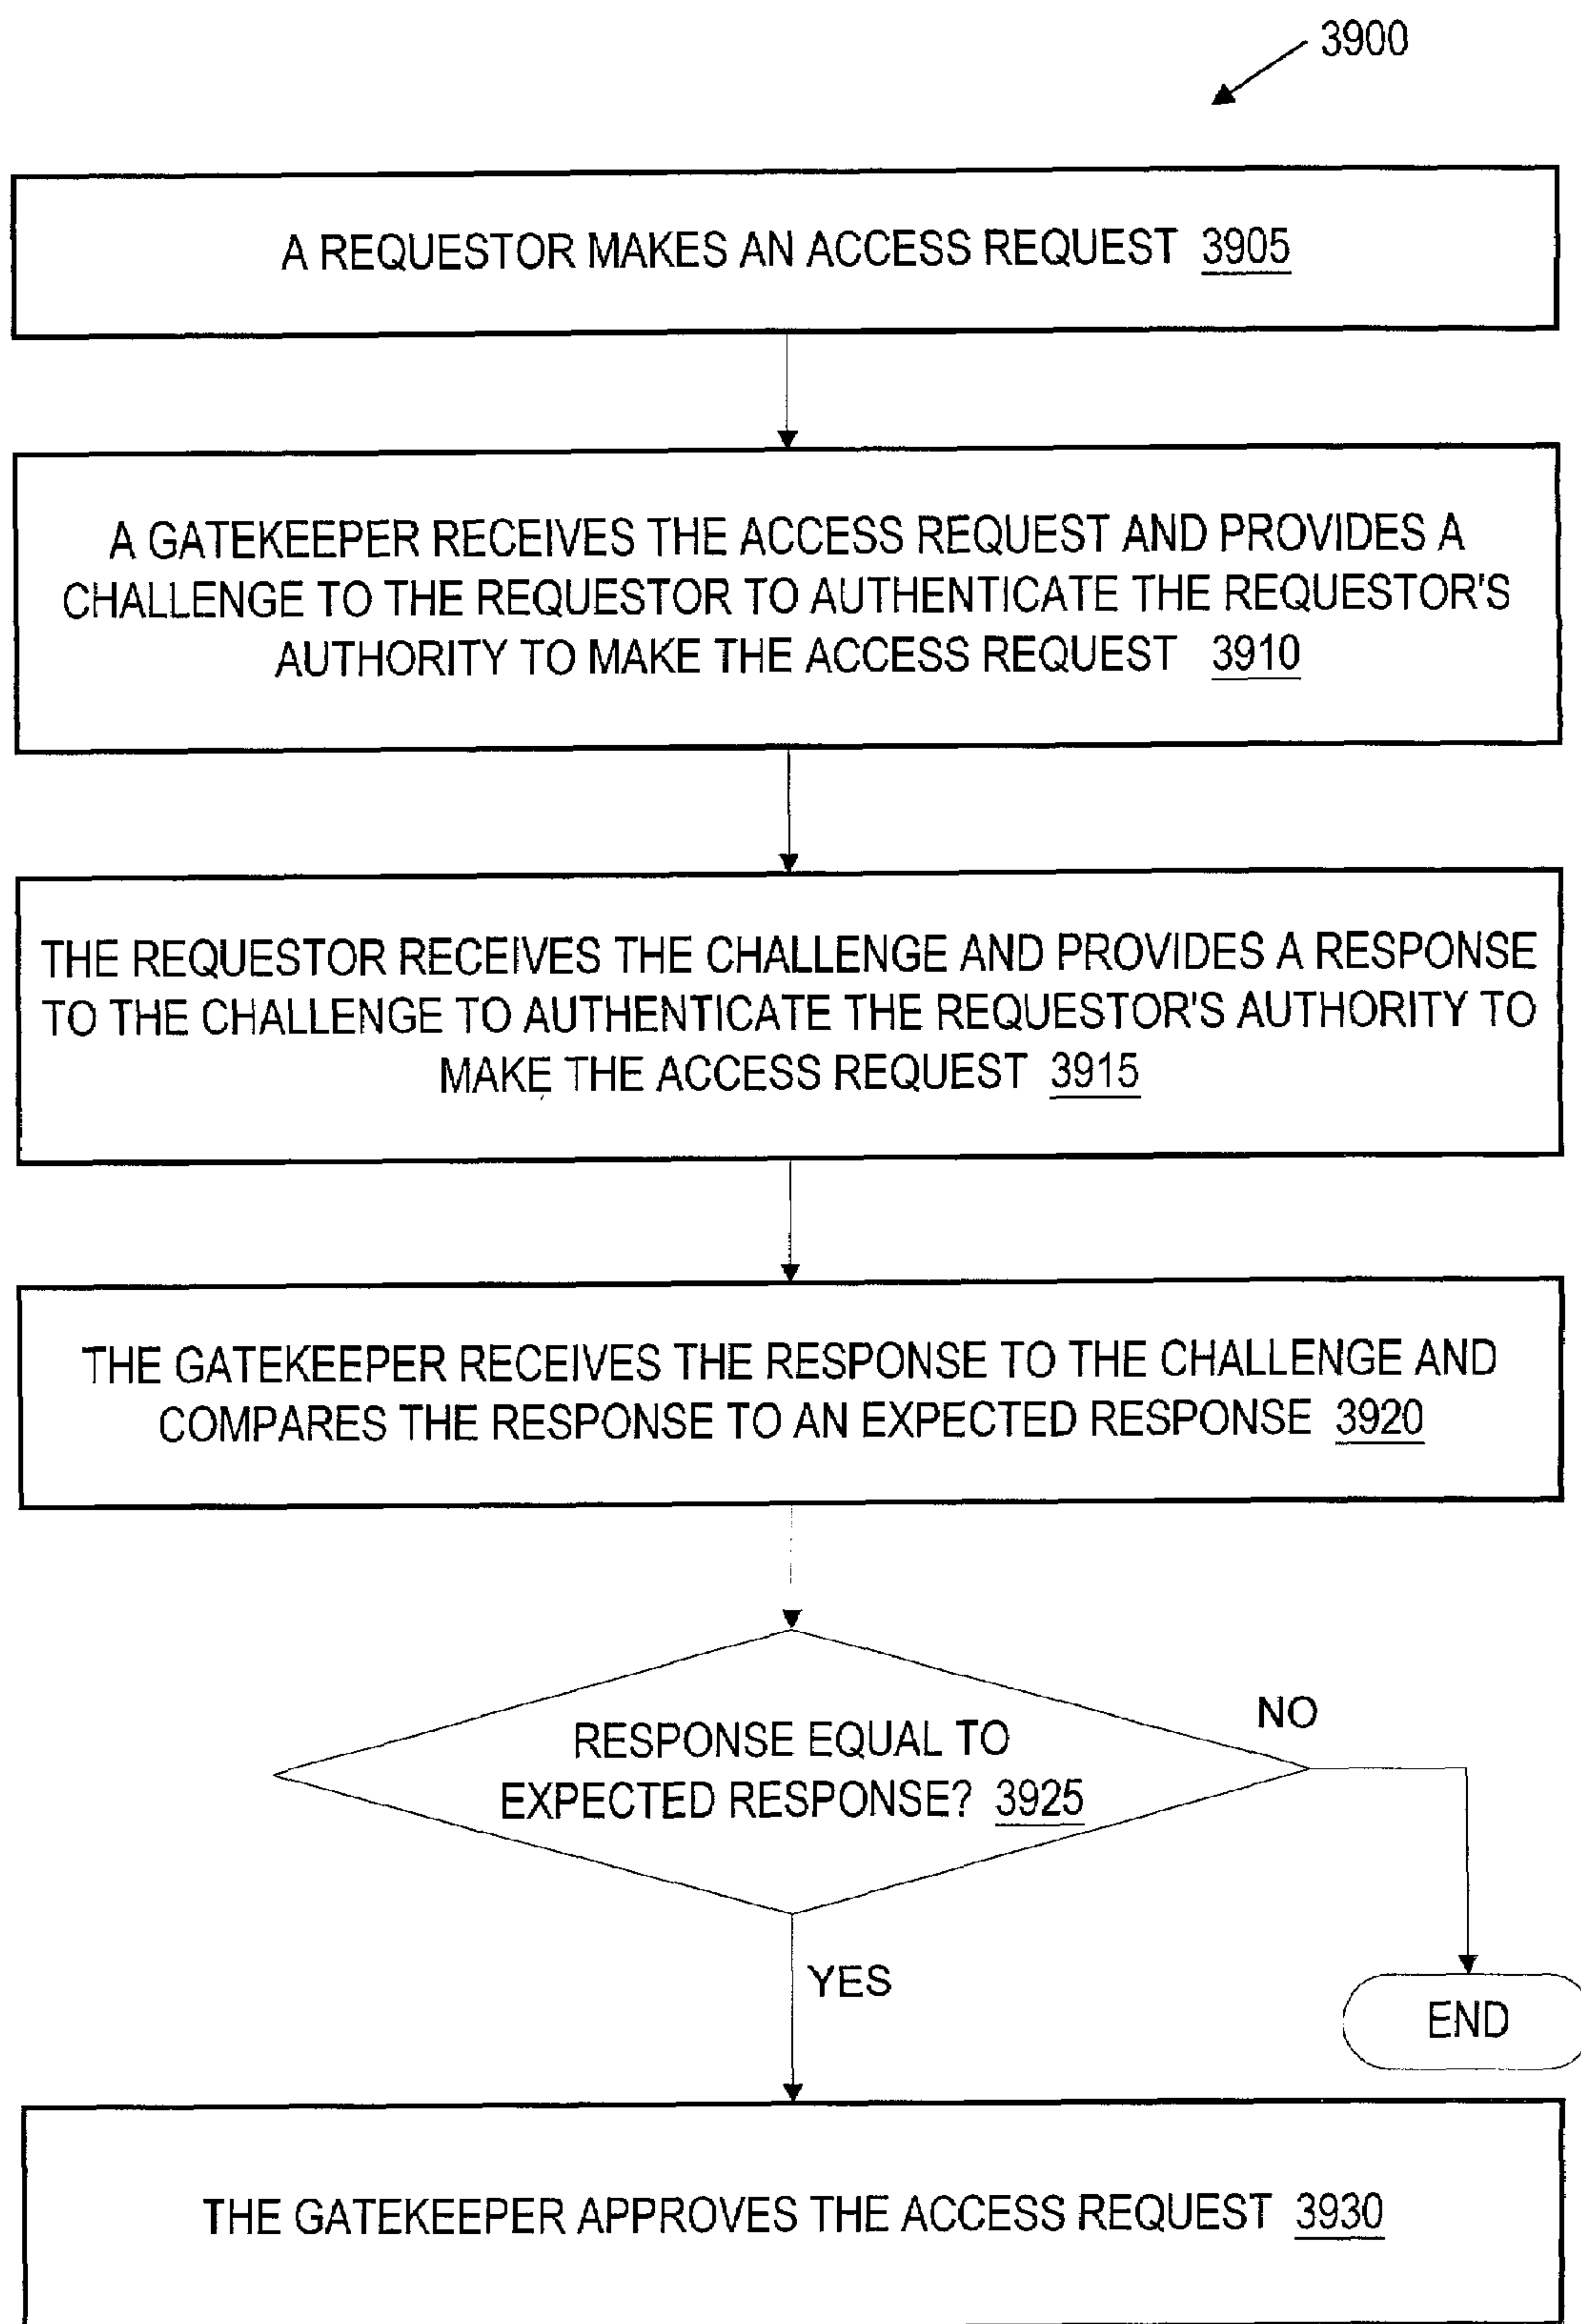 3900
A REQUESTOR MAKES AN ACCESS REQUEST 3905
A GATEKEEPER RECEIVES THE ACCESS REQUEST AND PROVIDES A
CHALLENGE TO THE REQUESTOR TO AUTHENTICATE THE REQUESTOR'S
AUTHORITY TO MAKE THE ACCESS REQUEST 3910
THE REQUESTOR RECEIVES THE CHALLENGE AND PROVIDES A RESPONSE
TO THE CHALLENGE TO AUTHENTICATE THE REQUESTOR'S AUTHORITY TO
MAKE THE ACCESS REQUEST 3915
THE GATEKEEPER RECEIVES THE RESPONSE TO THE CHALLENGE AND
COMPARES THE RESPONSE TO AN EXPECTED RESPONSE 3920
RESPONSE EQUAL TO
EXPECTED RESPONSE? 3925
NO
YES
END
THE GATEKEEPER APPROVES THE ACCESS REQUEST 3930